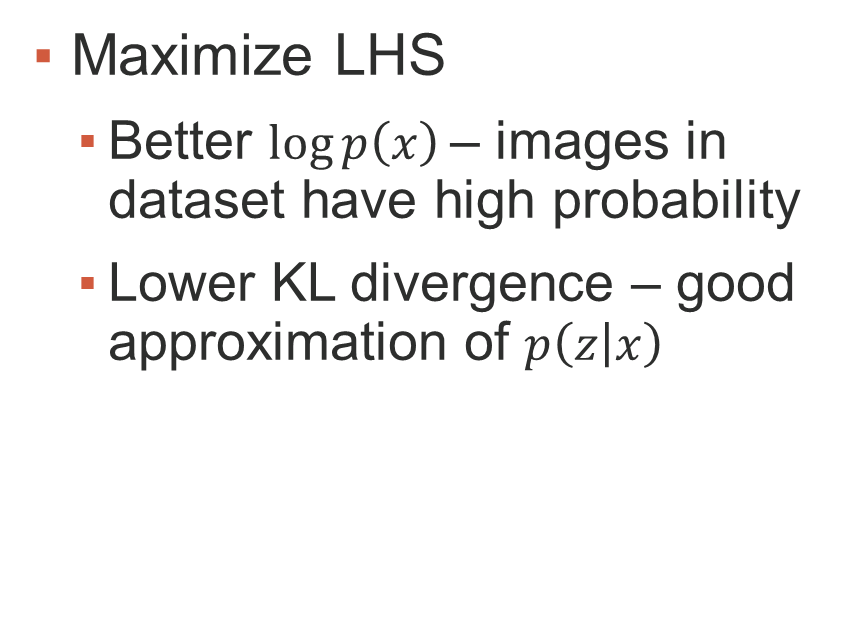 ▪ Maximize LHS
▪ Better log p(x) – images in
dataset have high probability
▪ Lower KL divergence – good
approximation of p(z|x)